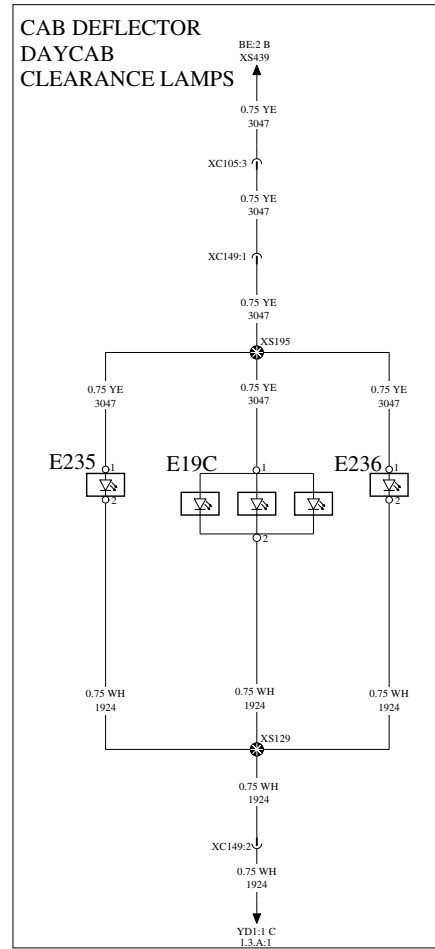 CAB DEFLECTOR
DAYCAB
CLEARANCE LAMPS
BE:2 B
XS439
0.75 YE
3047
XC105:3
0.75 YE
3047
XC149:1
0.75 YE
3047
XS195
0.75 YE
3047
0.75 YE
3047
0.75 YE
3047
E235
1
2
E19C
1
2
E236
1
2
0.75 WH
1924
0.75 WH
1924
0.75 WH
1924
XS129
0.75 WH
1924
XC149:2
0.75 WH
1924
YD1:1 C
1.3.A:1